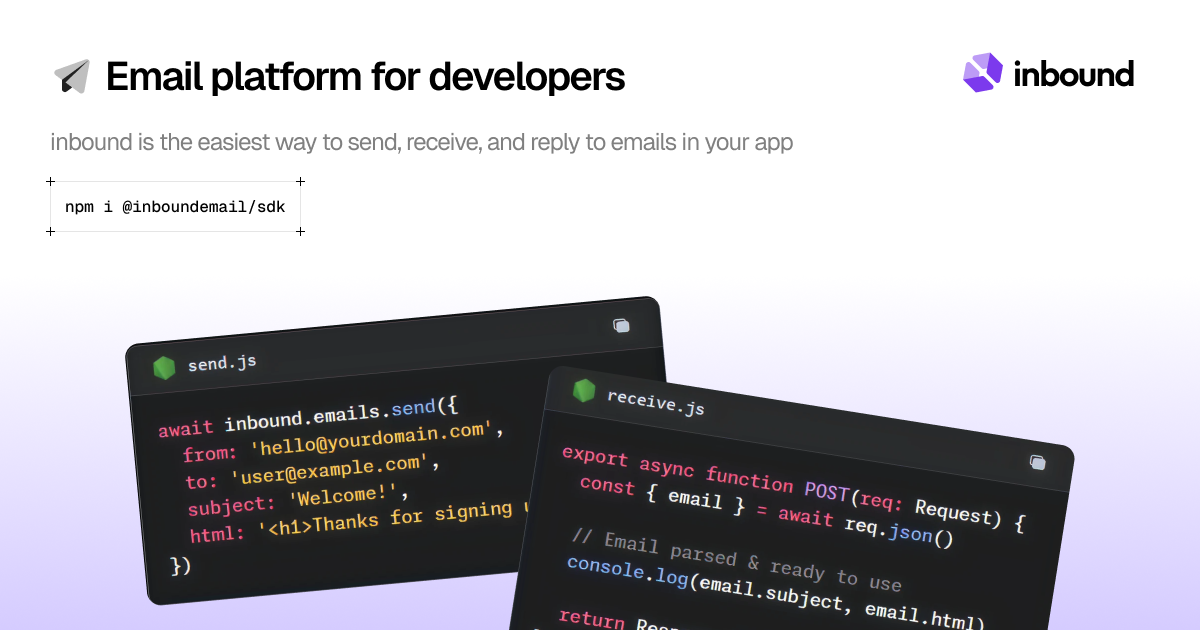 Email platform for developers
inbound
inbound is the easiest way to send, receive, and reply to emails in your app
npm i @inboundemail/sdk
send.js
await inbound.emails.send({
from: 'hello@yourdomain.com',
to: 'user@example.com',
subject: 'Welcome!',
html: '<h1>Thanks for signing
})
receive.js
export async function POST(req: Request) {
const { email } = await req.json()
// Email parsed & ready to use
console.log(email.subject, email.html)
return